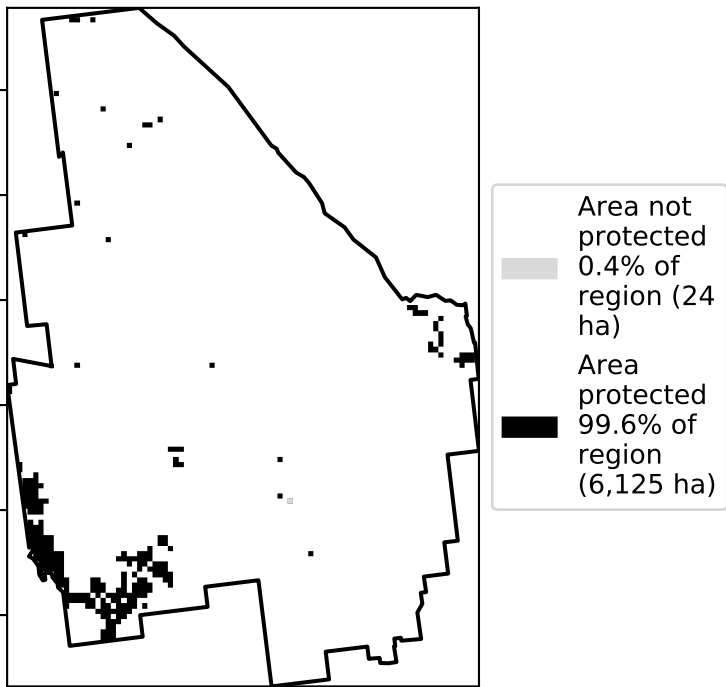 Area not
protected
0.4% of
region (24
ha)
Area
protected
99.6% of
region
(6,125 ha)